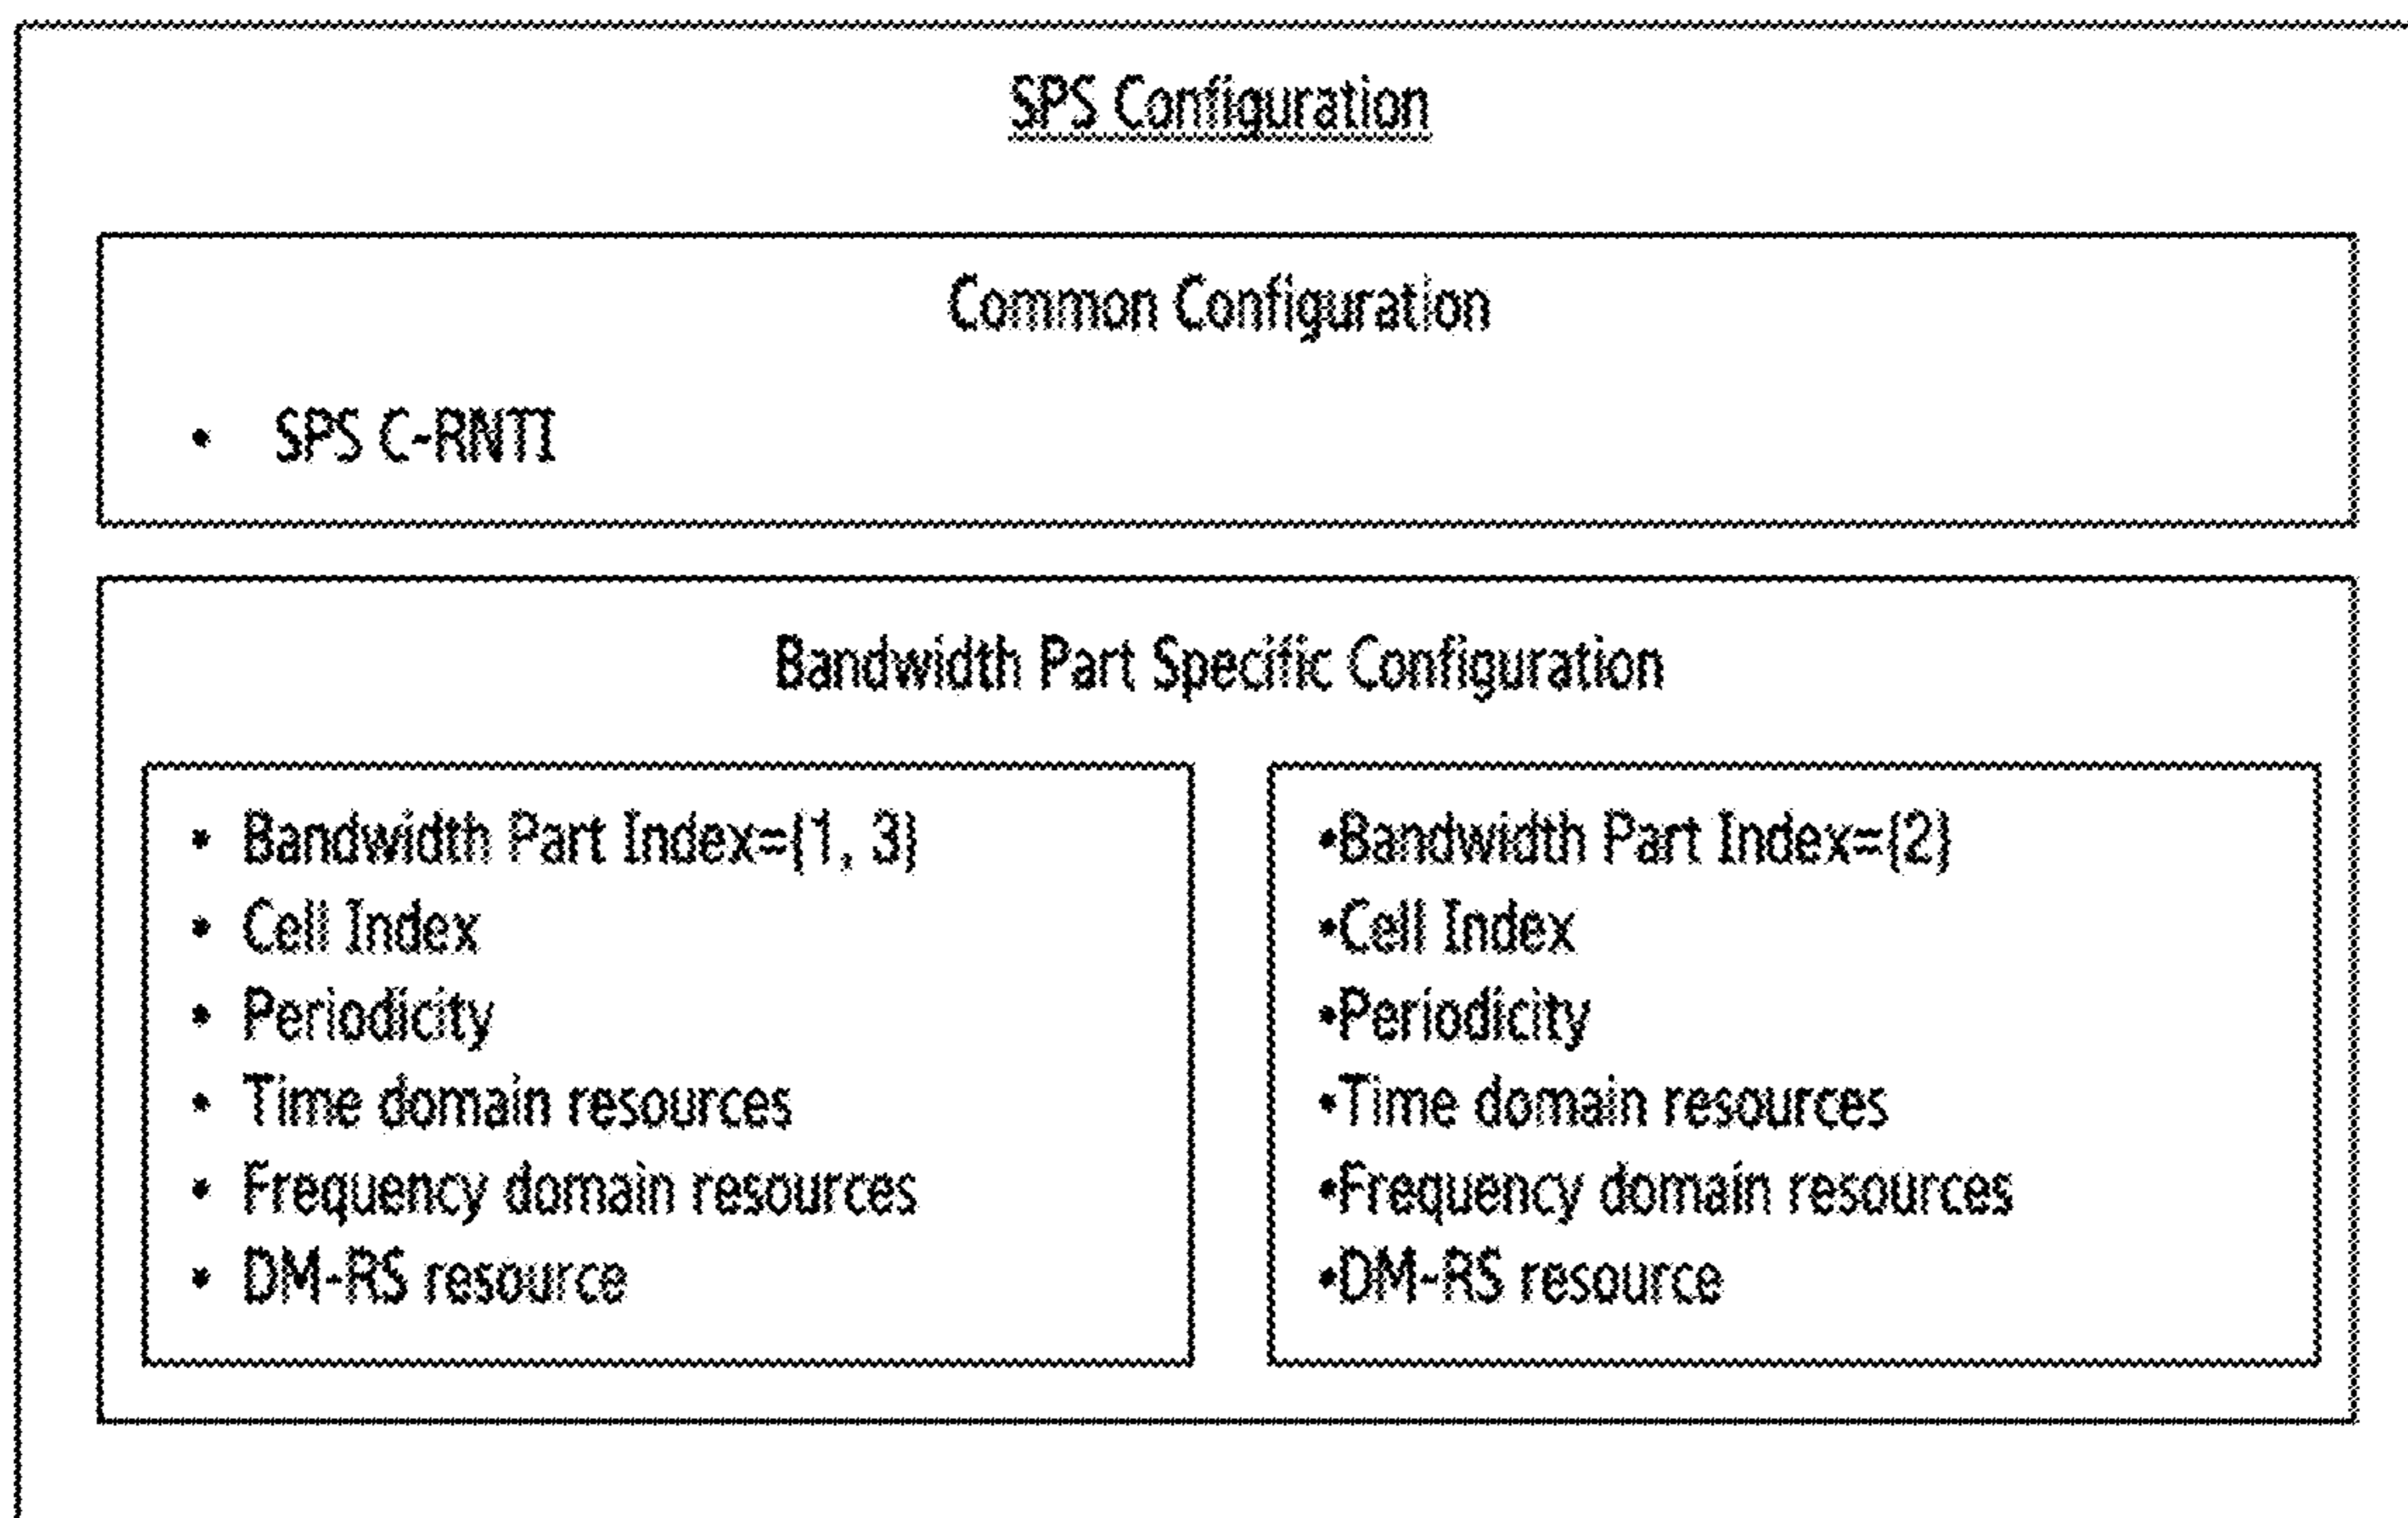 SPS Configuration
Common Configuration
• SPS C-RNTI
Bandwidth Part Specific Configuration
• Bandwidth Part Index={1, 3}
• Cell Index
• Periodicity
• Time domain resources
• Frequency domain resources
• DM-RS resource
•Bandwidth Part Index={2}
•Cell Index
•Periodicity
•Time domain resources
•Frequency domain resources
•DM-RS resource